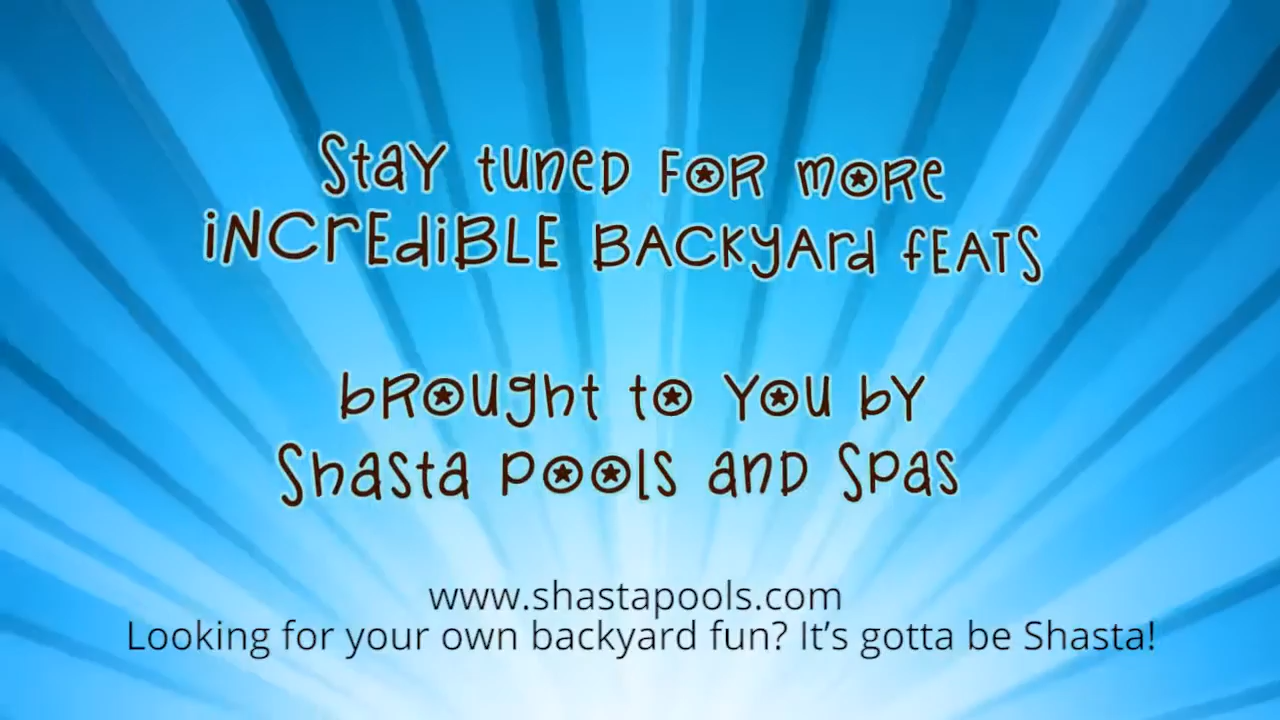 Stay tuned for more
incredible backyard feats
brought to you by
Shasta Pools and Spas
www.shastapools.com
Looking for your own backyard fun? It’s gotta be Shasta!